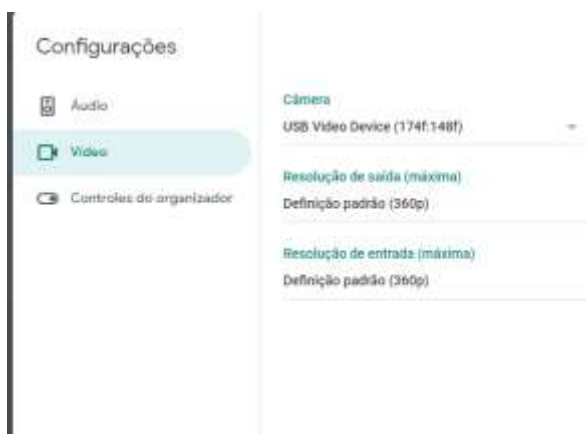 Configurações
Áudio
Vídeo
Controles do organizador
Câmera
USB Video Device (174f:148f)
Resolução de saída (máxima)
Definição padrão (360p)
Resolução de entrada (máxima)
Definição padrão (360p)